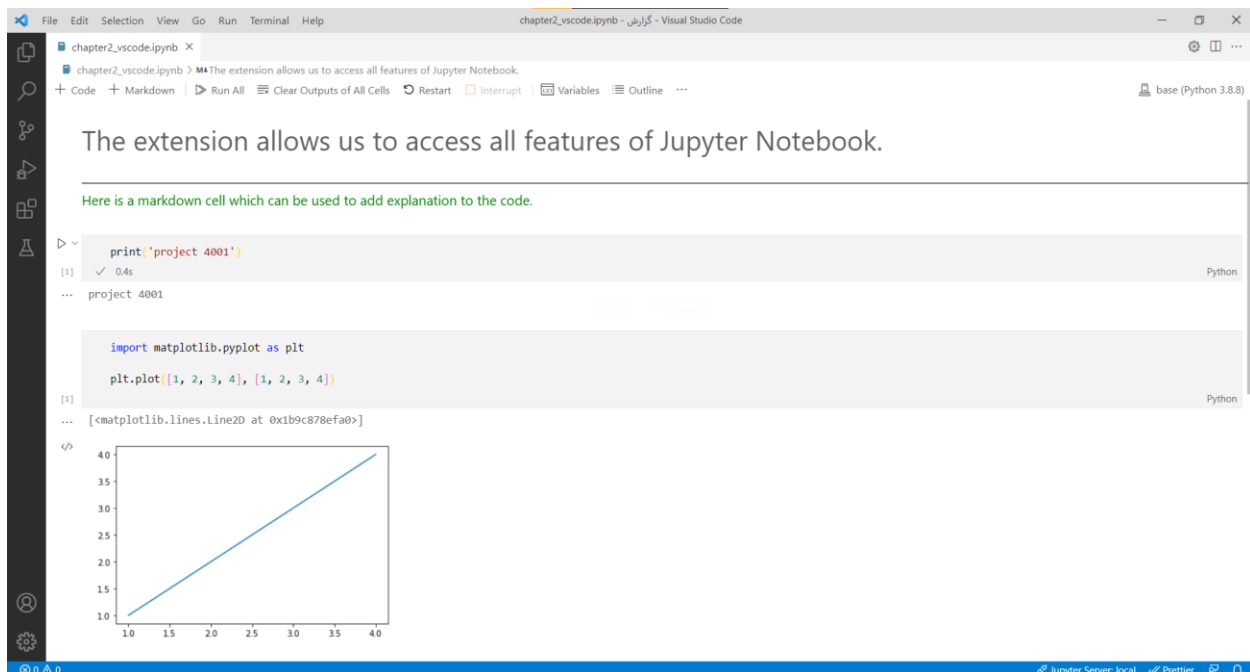 File Edit Selection View Go Run Terminal Help chapter2_vscode.ipynb - گزارش - Visual Studio Code
chapter2_vscode.ipynb
chapter2_vscode.ipynb > M↓The extension allows us to access all features of Jupyter Notebook.
+ Code + Markdown Run All Clear Outputs of All Cells Restart Interrupt Variables Outline ... base (Python 3.8.8)
The extension allows us to access all features of Jupyter Notebook.
Here is a markdown cell which can be used to add explanation to the code.
print('project 4001')
[1] ✓ 0.4s Python
... project 4001
import matplotlib.pyplot as plt
plt.plot([1, 2, 3, 4], [1, 2, 3, 4])
[1] Python
... [<matplotlib.lines.Line2D at 0x1b9c878efa0>]
4.0
3.5
3.0
2.5
2.0
1.5
1.0
1.0 1.5 2.0 2.5 3.0 3.5 4.0
0 0 Jupyter Server: local Prettier